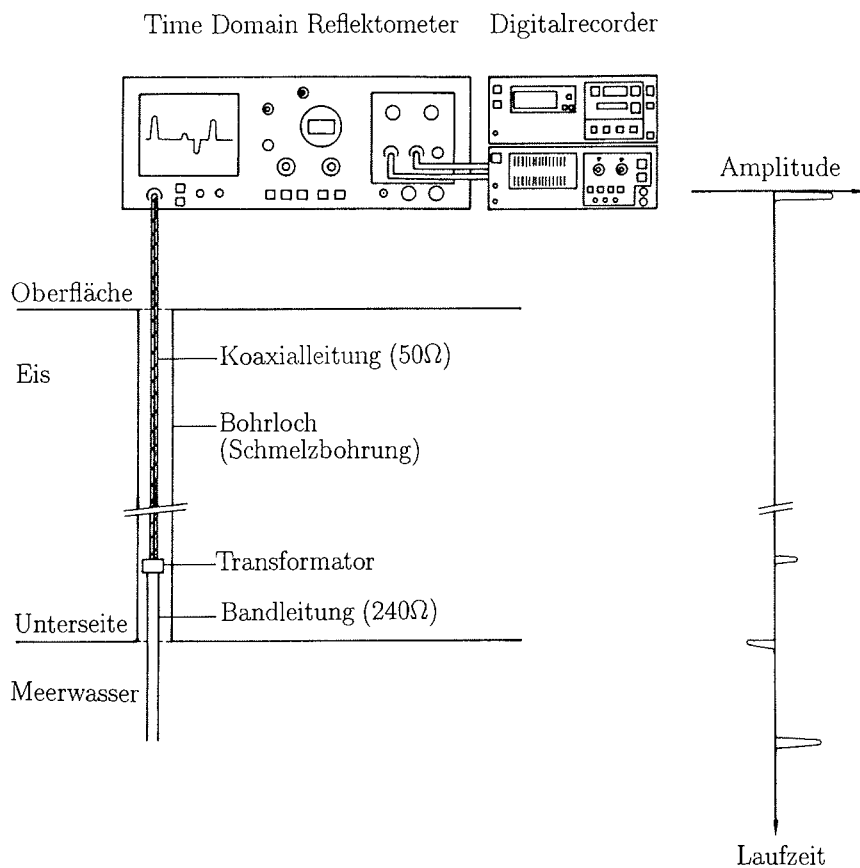 Time Domain Reflektometer
Digitalrecorder
Amplitude
Oberfläche
Koaxialleitung (50Ω)
Eis
Bohrloch
(Schmelzbohrung)
Transformator
Bandleitung (240Ω)
Unterseite
Meerwasser
Laufzeit